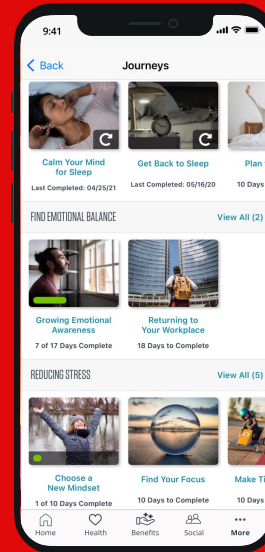 9:41
Back
Journeys
Calm Your Mind
for Sleep
Last Completed: 04/25/21
Get Back to Sleep
Last Completed: 05/16/20
Plan
10 Days
FIND EMOTIONAL BALANCE
View All (2)
Growing Emotional
Awareness
7 of 17 Days Complete
Returning to
Your Workplace
18 Days to Complete
REDUCING STRESS
View All (5)
Choose a
New Mindset
1 of 10 Days Complete
Find Your Focus
10 Days to Complete
Make Ti
10 Days
Home
Health
Benefits
Social
More